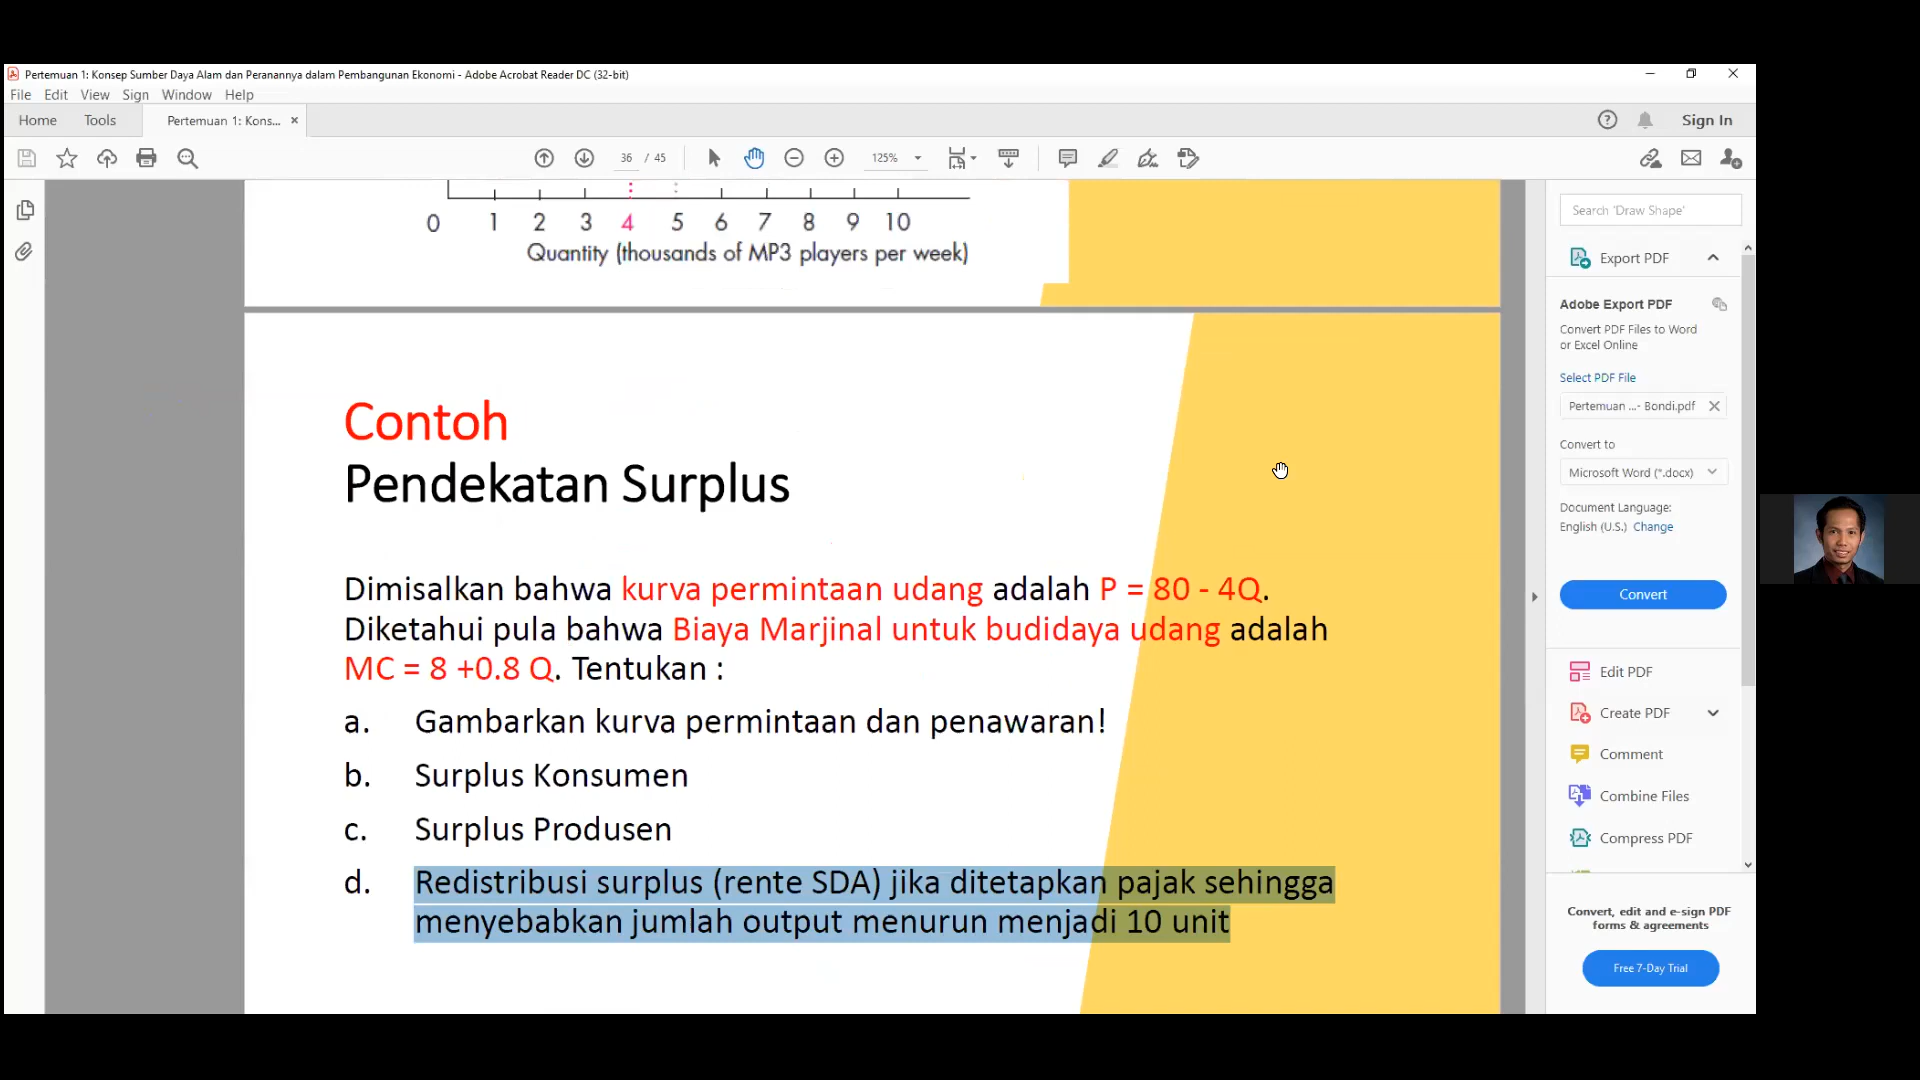 Pertemuan 1: Konsep Sumber Daya Alam dan Peranannya dalam Pembangunan Ekonomi - Adobe Acrobat Reader DC (32-bit)
File Edit View Sign Window Help
Home Tools Pertemuan 1: Kons... Sign In
36 / 45 125%
0 1 2 3 4 5 6 7 8 9 10
Quantity (thousands of MP3 players per week)
Contoh
Pendekatan Surplus
Dimisalkan bahwa kurva permintaan udang adalah P = 80 - 4Q.
Diketahui pula bahwa Biaya Marjinal untuk budidaya udang adalah
MC = 8 +0.8 Q. Tentukan :
a. Gambarkan kurva permintaan dan penawaran!
b. Surplus Konsumen
c. Surplus Produsen
d. Redistribusi surplus (rente SDA) jika ditetapkan pajak sehingga
menyebabkan jumlah output menurun menjadi 10 unit
Search 'Draw Shape'
Export PDF
Adobe Export PDF
Convert PDF Files to Word
or Excel Online
Select PDF File
Pertemuan ...- Bondi.pdf
Convert to
Microsoft Word (*.docx)
Document Language:
English (U.S.) Change
Convert
Edit PDF
Create PDF
Comment
Combine Files
Compress PDF
Convert, edit and e-sign PDF
forms & agreements
Free 7-Day Trial